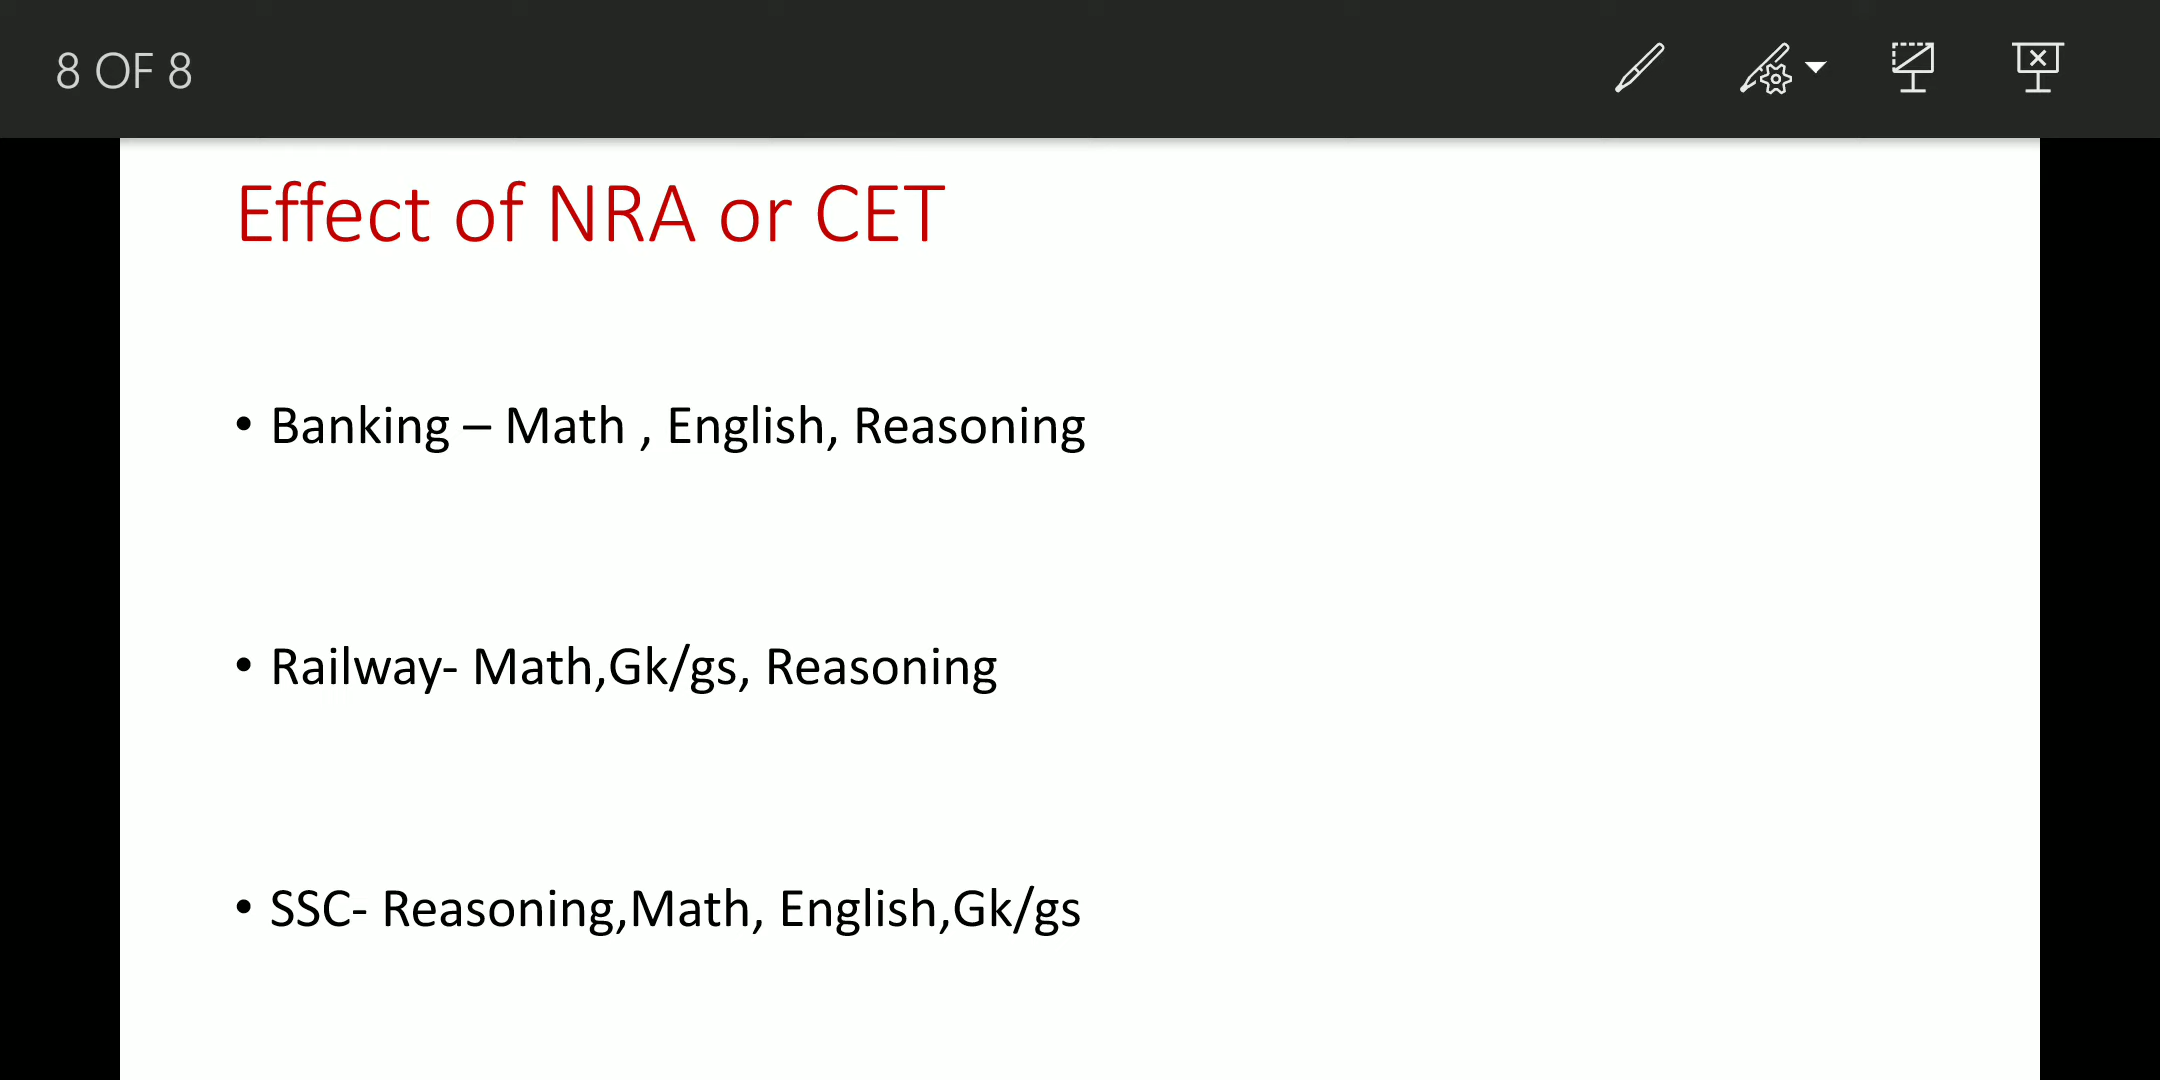 8 OF 8
Effect of NRA or CET
• Banking – Math , English, Reasoning
• Railway- Math,Gk/gs, Reasoning
• SSC- Reasoning,Math, English,Gk/gs